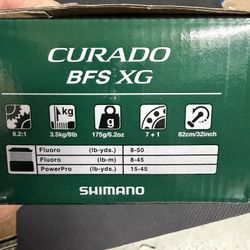 CURADO
BFS XG
kg
g
8.2:1 3.5kg/8lb 175g/6.2oz 7 + 1 82cm/32inch
Fluoro (lb-yds.) 8-50
Fluoro (lb-m) 8-45
PowerPro (lb-yds.) 15-45
SHIMANO